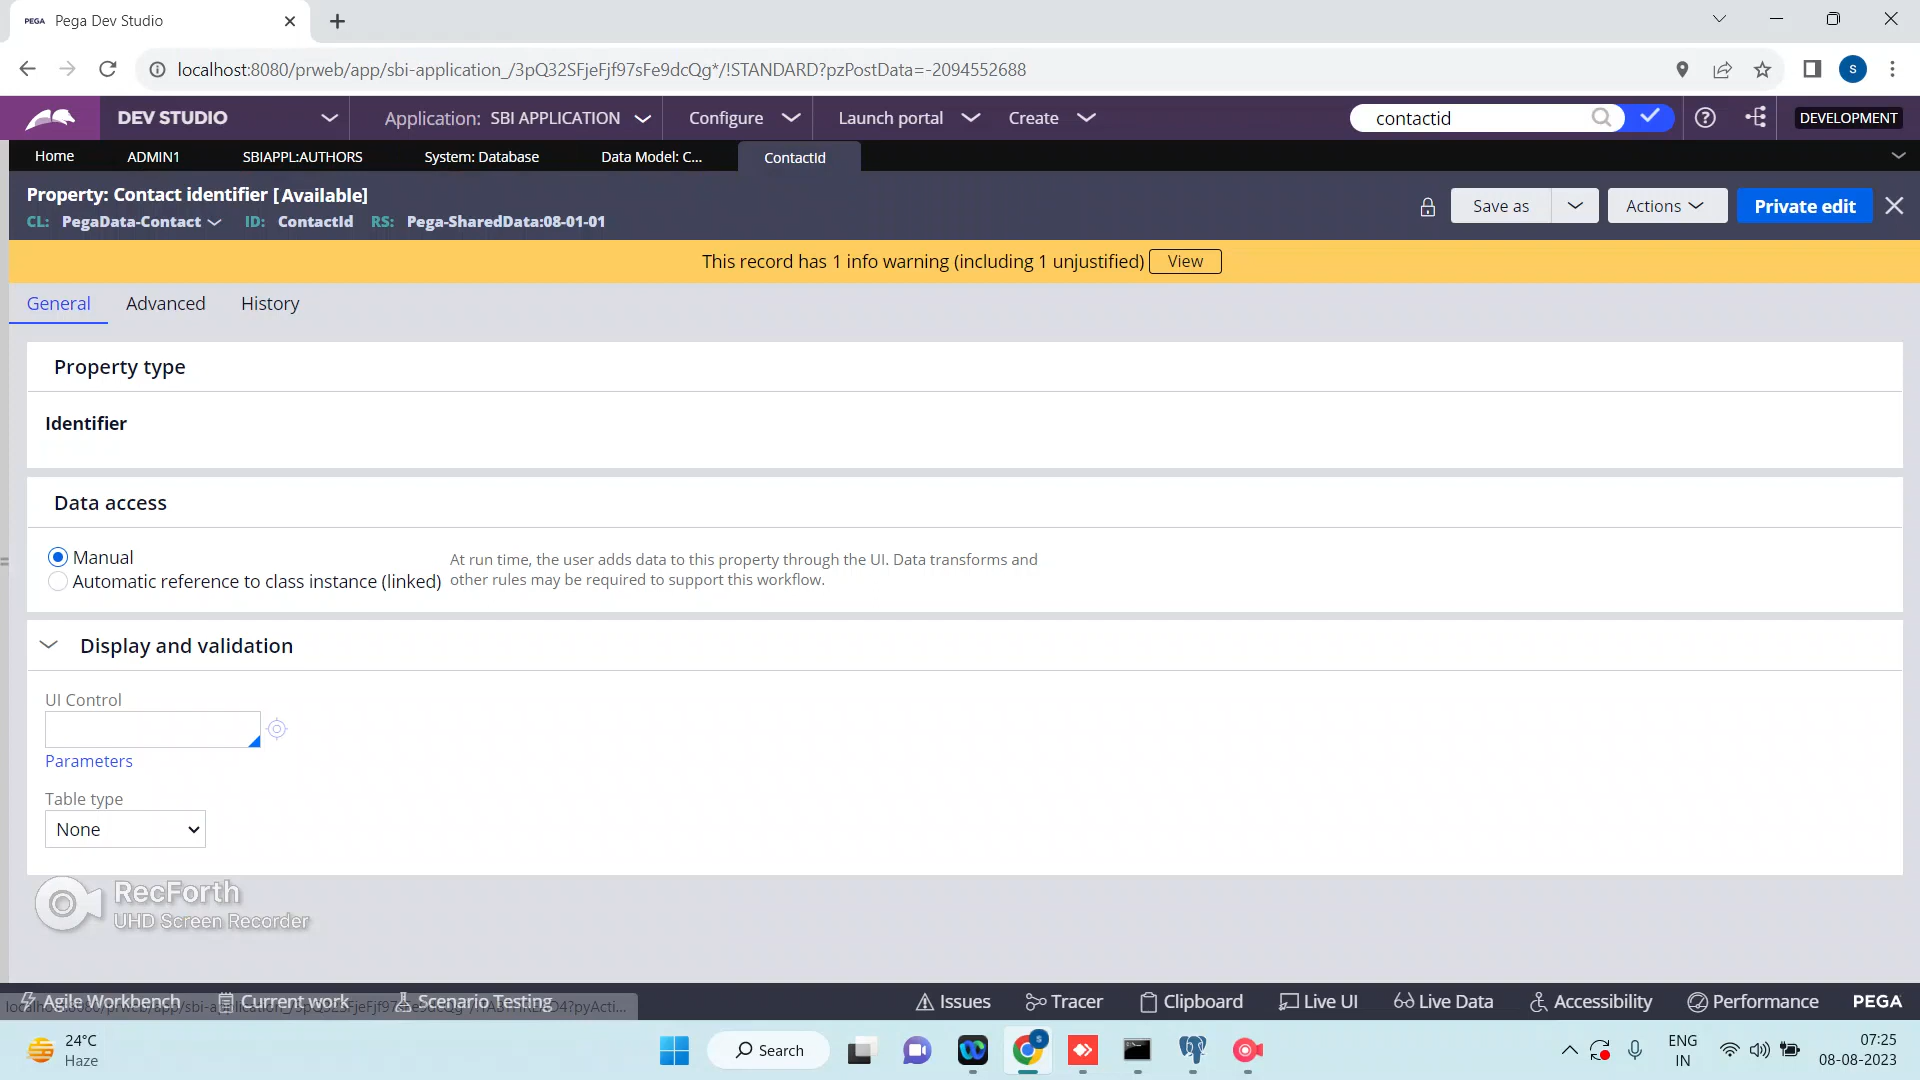 PEGA Pega Dev Studio
localhost:8080/prweb/app/sbi-application_/3pQ32SFjeFjf97sFe9dcQg*/!STANDARD?pzPostData=-2094552688
S
DEV STUDIO Application: SBI APPLICATION Configure Launch portal Create contactid DEVELOPMENT
Home ADMIN1 SBIAPPL:AUTHORS System: Database Data Model: C... ContactId
Property: Contact identifier [Available]
CL: PegaData-Contact ID: ContactId RS: Pega-SharedData:08-01-01
Save as Actions Private edit
This record has 1 info warning (including 1 unjustified) View
General Advanced History
Property type
Identifier
Data access
Manual
Automatic reference to class instance (linked)
At run time, the user adds data to this property through the UI. Data transforms and
other rules may be required to support this workflow.
Display and validation
UI Control
Parameters
Table type
None
RecForth
UHD Screen Recorder
Agile Workbench Current work Scenario Testing Issues Tracer Clipboard Live UI Live Data Accessibility Performance PEGA
24°C
Haze
Search
ENG
IN
07:25
08-08-2023